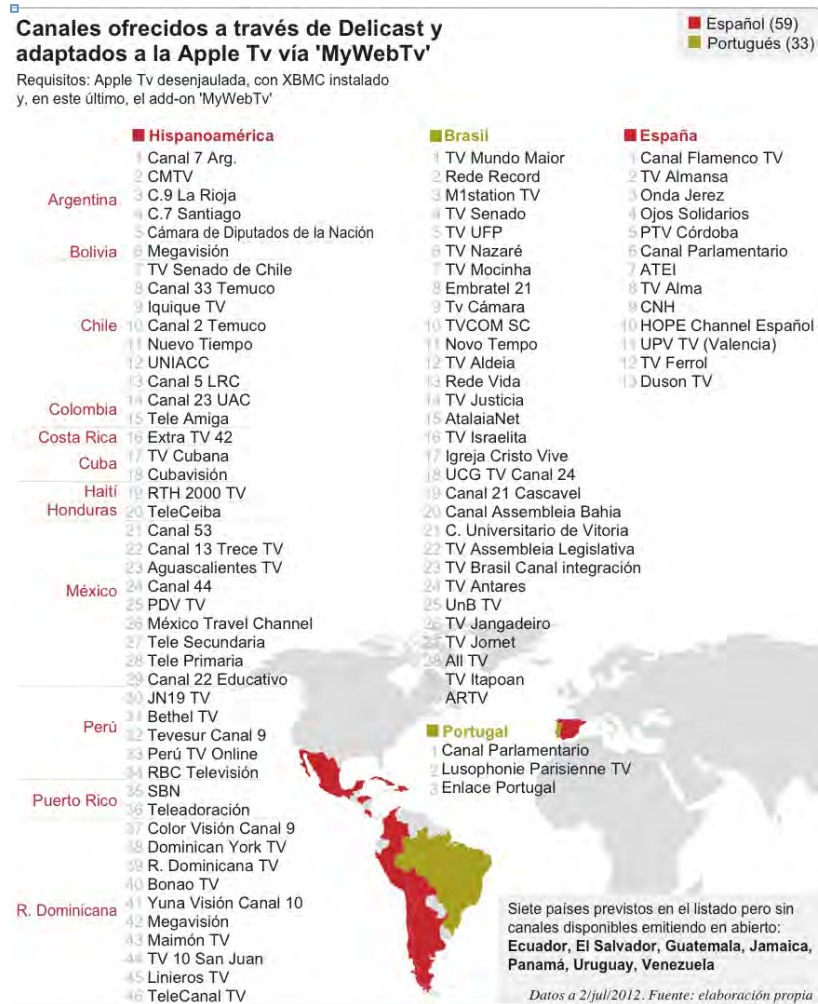 Canales ofrecidos a través de Delicast y
adaptados a la Apple Tv vía 'MyWebTv'
Requisitos: Apple Tv desenjaulada, con XBMC instalado
y, en este último, el add-on 'MyWebTv'
Español (59)
Portugués (33)
Hispanoamérica
Argentina
1 Canal 7 Arg.
2 CMTV
3 C.9 La Rioja
4 C.7 Santiago
5 Cámara de Diputados de la Nación
Bolivia
6 Megavisión
Chile
7 TV Senado de Chile
8 Canal 33 Temuco
9 Iquique TV
10 Canal 2 Temuco
11 Nuevo Tiempo
12 UNIACC
13 Canal 5 LRC
Colombia
14 Canal 23 UAC
15 Tele Amiga
Costa Rica
16 Extra TV 42
Cuba
17 TV Cubana
18 Cubavisión
Haití
19 RTH 2000 TV
Honduras
20 TeleCeiba
México
21 Canal 53
22 Canal 13 Trece TV
23 Aguascalientes TV
24 Canal 44
25 PDV TV
26 México Travel Channel
27 Tele Secundaria
28 Tele Primaria
29 Canal 22 Educativo
Perú
30 JN19 TV
31 Bethel TV
32 Tevesur Canal 9
33 Perú TV Online
34 RBC Televisión
Puerto Rico
35 SBN
36 Teleadoración
R. Dominicana
37 Color Visión Canal 9
38 Dominican York TV
39 R. Dominicana TV
40 Bonao TV
41 Yuna Visión Canal 10
42 Megavisión
43 Maimón TV
44 TV 10 San Juan
45 Linieros TV
46 TeleCanal TV
Brasil
1 TV Mundo Maior
2 Rede Record
3 M1station TV
4 TV Senado
5 TV UFP
6 TV Nazaré
7 TV Mocinha
8 Embratel 21
9 Tv Cámara
10 TVCOM SC
11 Novo Tempo
12 TV Aldeia
13 Rede Vida
14 TV Justicia
15 AtalaiaNet
16 TV Israelita
17 Igreja Cristo Vive
18 UCG TV Canal 24
19 Canal 21 Cascavel
20 Canal Assembleia Bahia
21 C. Universitario de Vitoria
22 TV Assembleia Legislativa
23 TV Brasil Canal integración
24 TV Antares
25 UnB TV
26 TV Jangadeiro
27 TV Jornet
28 All TV
TV Itapoan
ARTV
Portugal
1 Canal Parlamentario
2 Lusophonie Parisienne TV
3 Enlace Portugal
España
1 Canal Flamenco TV
2 TV Almansa
3 Onda Jerez
4 Ojos Solidarios
5 PTV Córdoba
6 Canal Parlamentario
7 ATEI
8 TV Alma
9 CNH
10 HOPE Channel Español
11 UPV TV (Valencia)
12 TV Ferrol
13 Duson TV
Siete países previstos en el listado pero sin
canales disponibles emitiendo en abierto:
Ecuador, El Salvador, Guatemala, Jamaica,
Panamá, Uruguay, Venezuela
Datos a 2/jul/2012. Fuente: elaboración propia